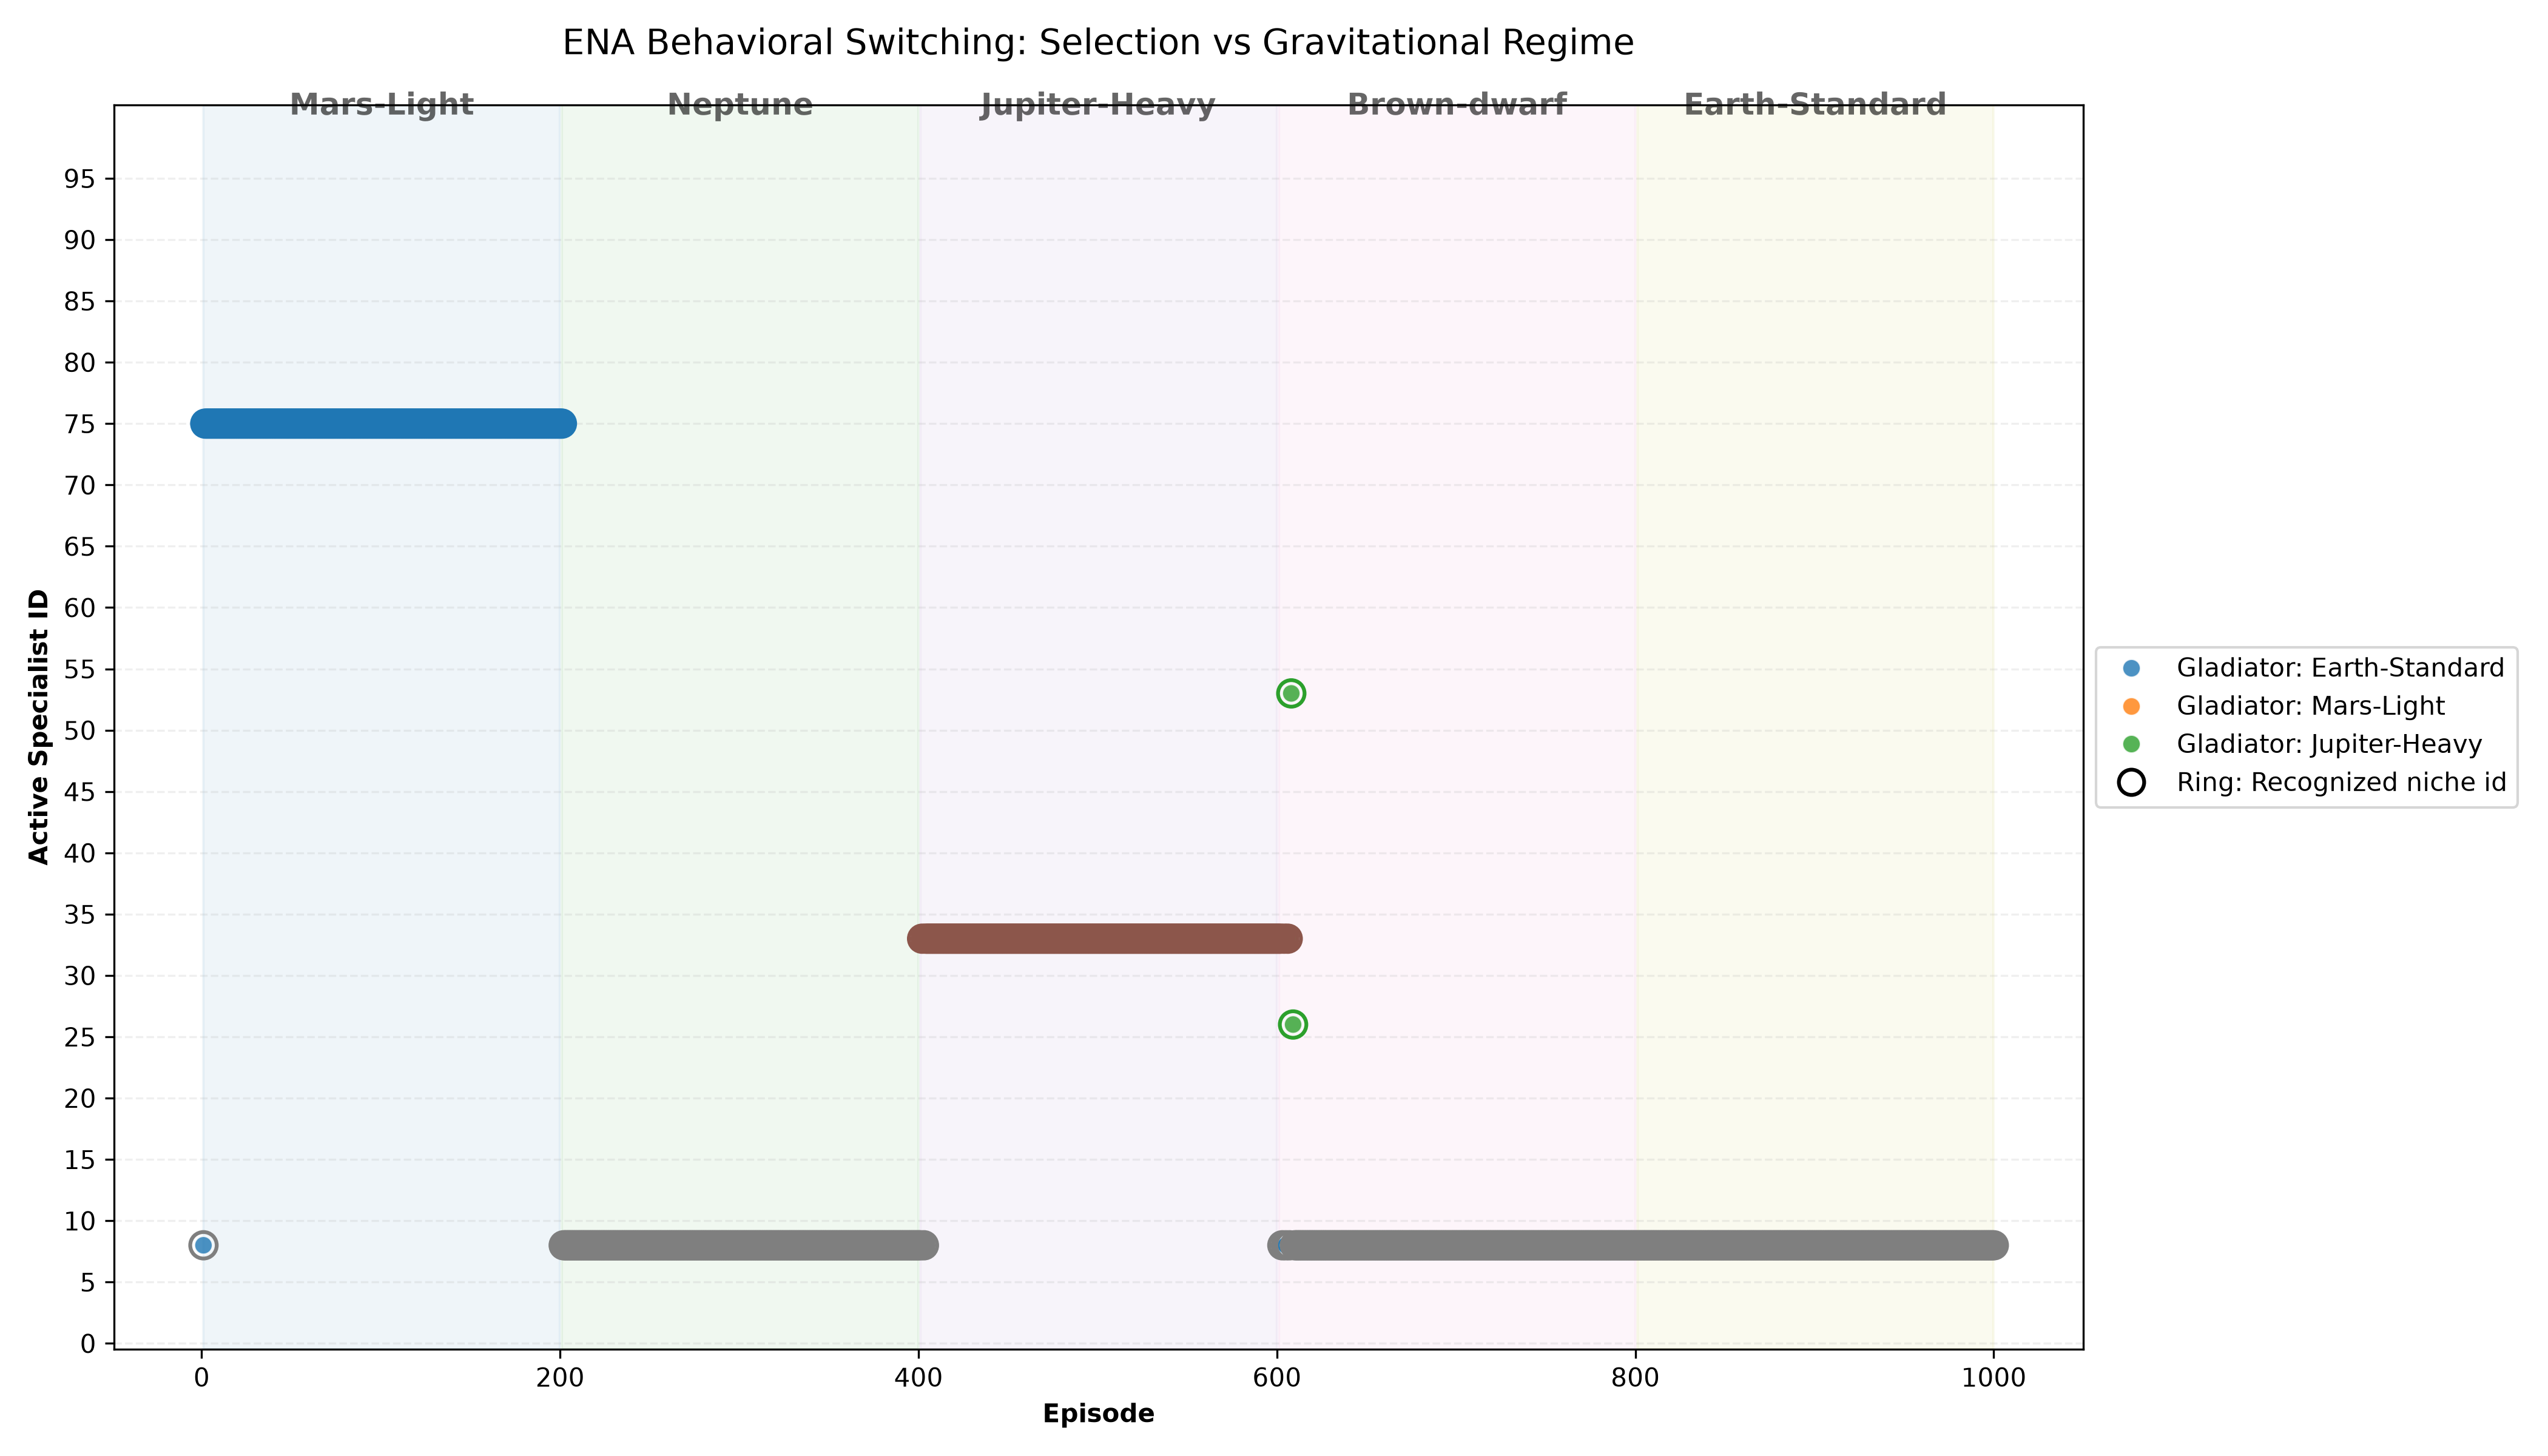 ENA Behavioral Switching: Selection vs Gravitational Regime
Mars-Light Neptune Jupiter-Heavy Brown-dwarf Earth-Standard
95
90
85
80
75
70
65
60
55
50
45
40
35
30
25
20
15
10
5
0
Active Specialist ID
0 200 400 600 800 1000
Episode
Gladiator: Earth-Standard
Gladiator: Mars-Light
Gladiator: Jupiter-Heavy
Ring: Recognized niche id